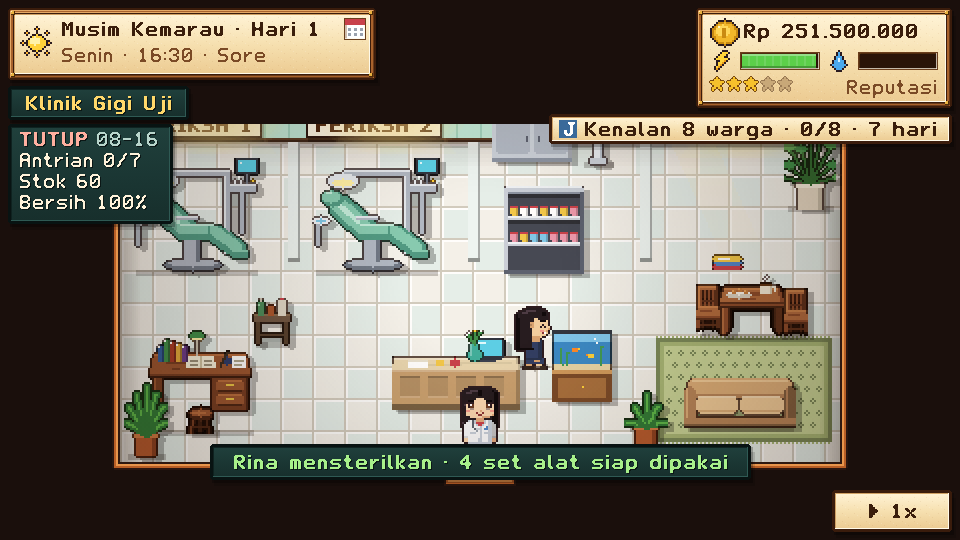 Musim Kemarau · Hari 1
Senin · 16:30 · Sore
Rp 251.500.000
Reputasi
Klinik Gigi Uji
J Kenalan 8 warga · 0/8 · 7 hari
TUTUP 08-16
Antrian 0/7
Stok 60
Bersih 100%
PERIKSA 2
Rina mensterilkan · 4 set alat siap dipakai
1x